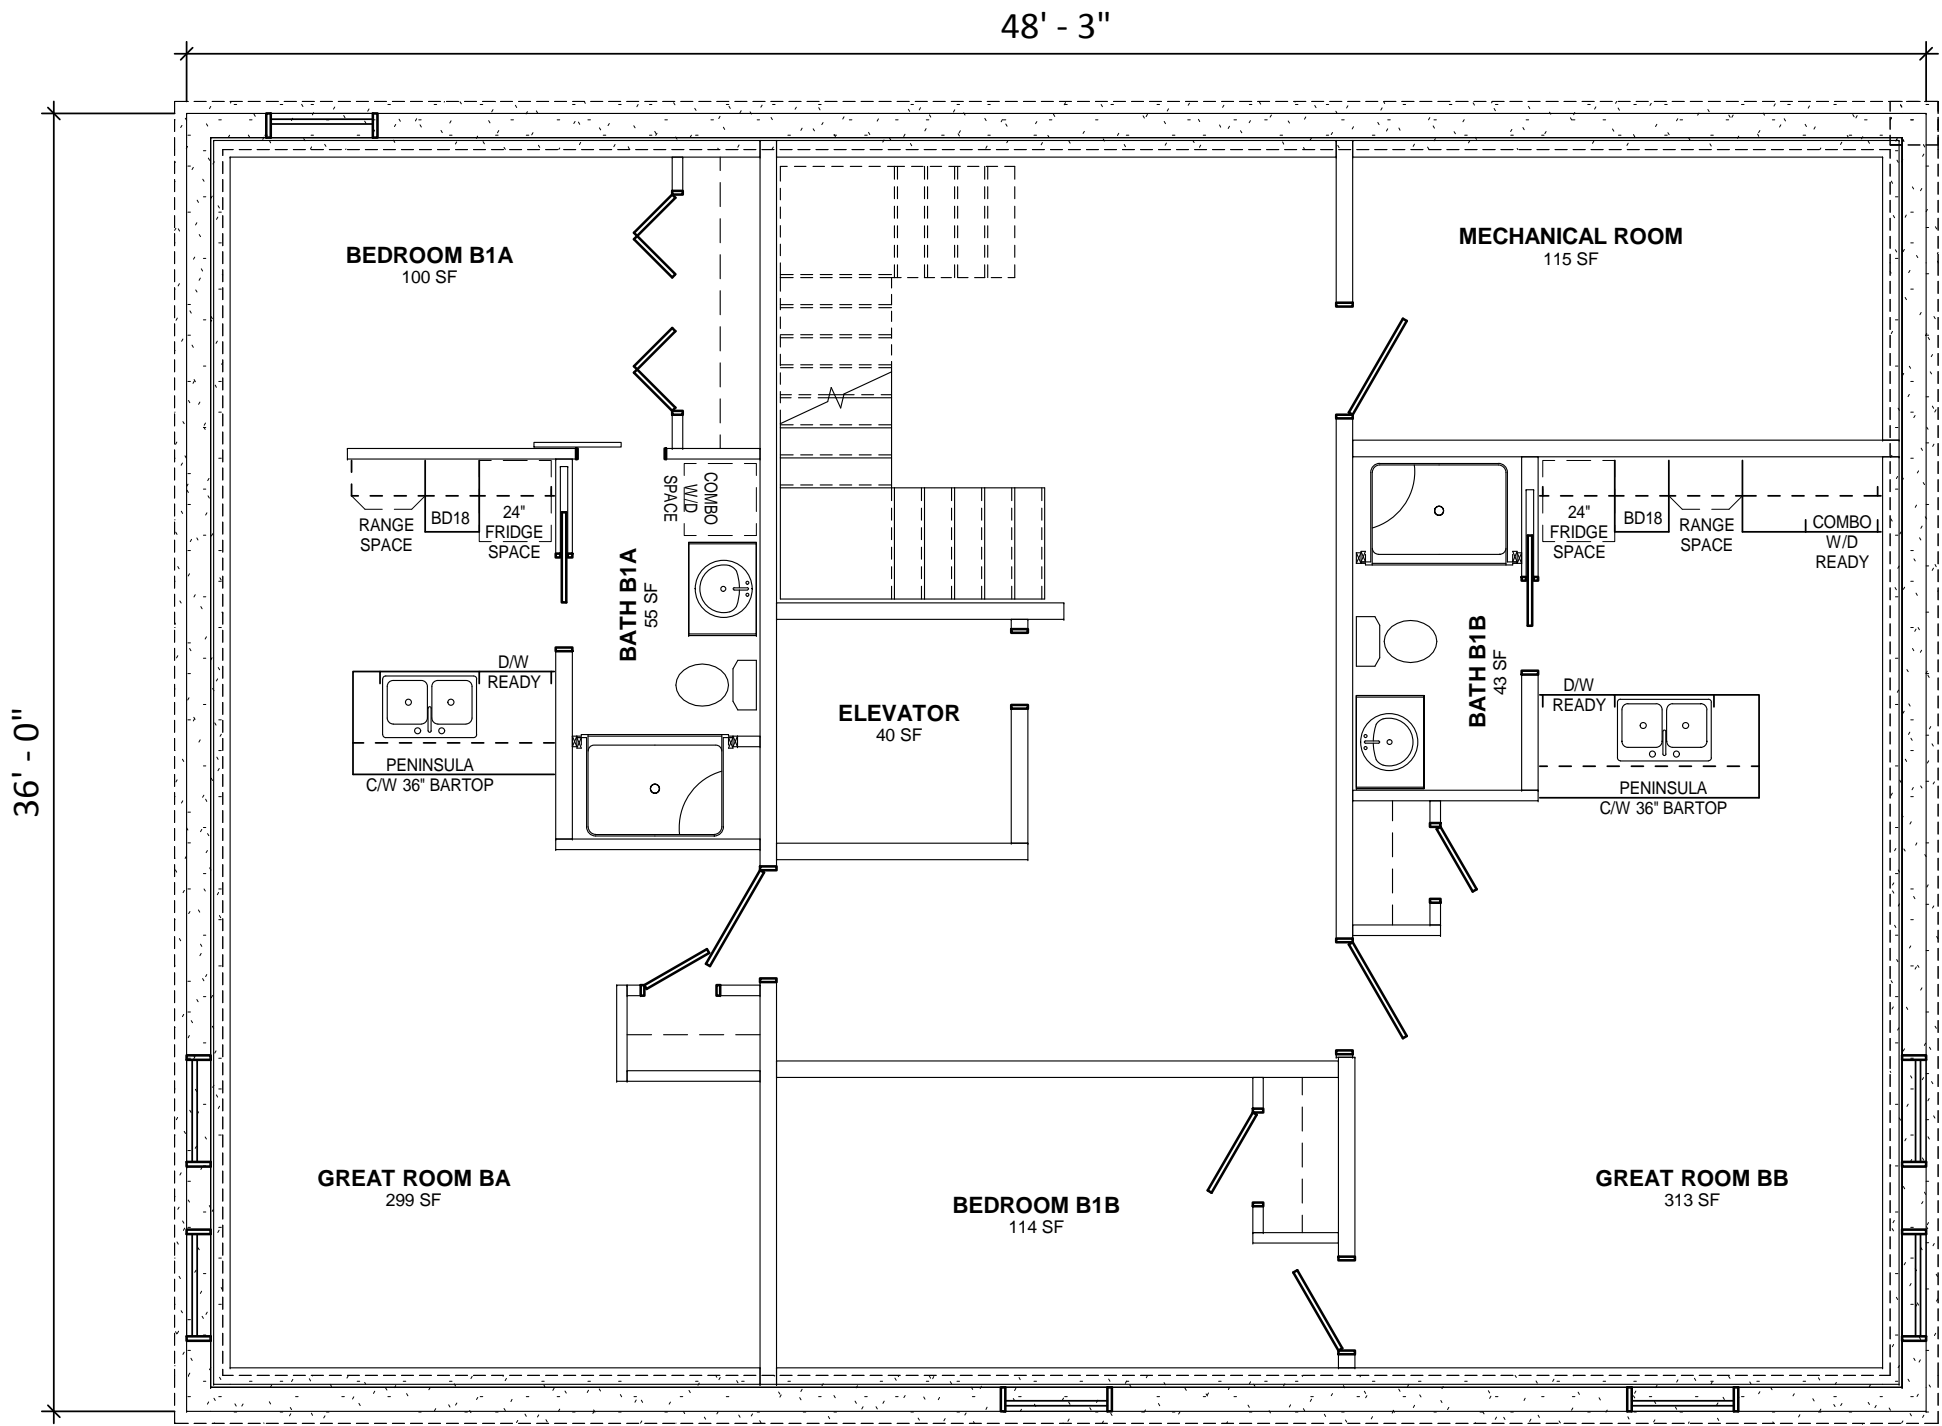 48' - 3"
36' - 0"
BEDROOM B1A
100 SF
MECHANICAL ROOM
115 SF
RANGE
SPACE
BD18
24"
FRIDGE
SPACE
COMBO
W/D
SPACE
BATH B1A
55 SF
24"
FRIDGE
SPACE
BD18
RANGE
SPACE
COMBO
W/D
READY
D/W
READY
PENINSULA
C/W 36" BARTOP
ELEVATOR
40 SF
BATH B1B
43 SF
D/W
READY
PENINSULA
C/W 36" BARTOP
GREAT ROOM BA
299 SF
BEDROOM B1B
114 SF
GREAT ROOM BB
313 SF